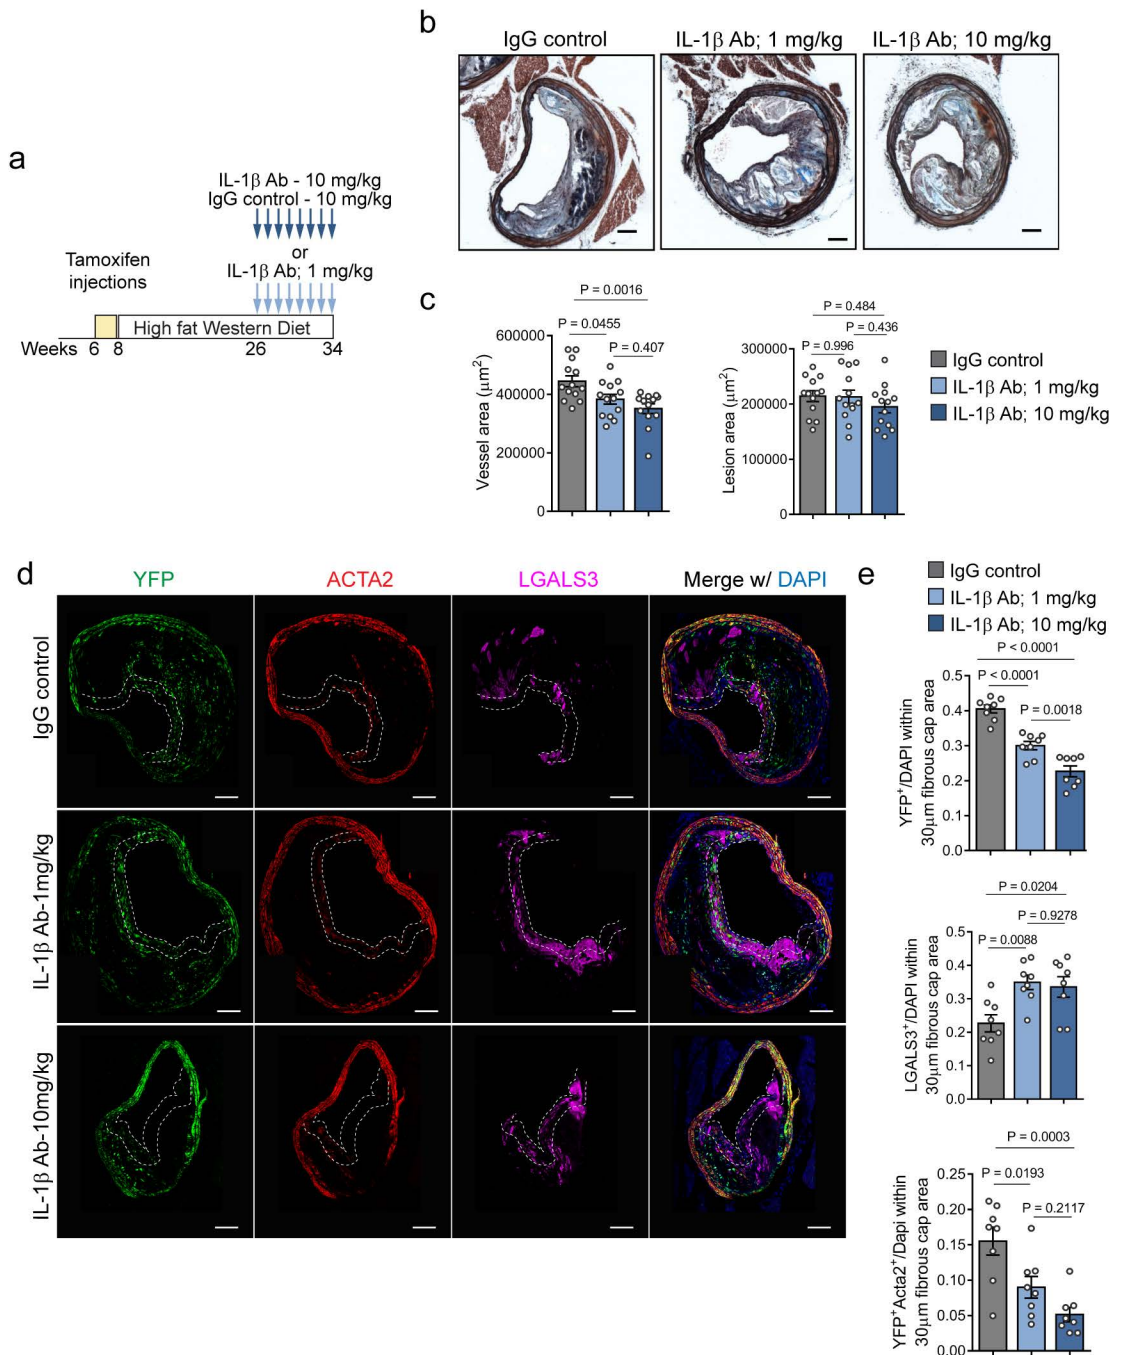 a
IL-1β Ab - 10 mg/kg
IgG control - 10 mg/kg
or
IL-1β Ab; 1 mg/kg
Tamoxifen
injections
High fat Western Diet
Weeks 6 8 26 34
b
IgG control
IL-1β Ab; 1 mg/kg
IL-1β Ab; 10 mg/kg
c
P = 0.0016
P = 0.0455
P = 0.407
600000
400000
200000
0
Vessel area (μm²)
P = 0.484
P = 0.436
P = 0.996
300000
200000
100000
0
Lesion area (μm²)
IgG control
IL-1β Ab; 1 mg/kg
IL-1β Ab; 10 mg/kg
d
YFP
ACTA2
LGALS3
Merge w/ DAPI
IgG control
IL-1β Ab-1mg/kg
IL-1β Ab-10mg/kg
e
IgG control
IL-1β Ab; 1 mg/kg
IL-1β Ab; 10 mg/kg
P < 0.0001
P < 0.0001
P = 0.0018
0.5
0.4
0.3
0.2
0.1
0.0
YFP⁺/DAPI within
30μm fibrous cap area
P = 0.0204
P = 0.9278
P = 0.0088
0.5
0.4
0.3
0.2
0.1
0.0
LGALS3⁺/DAPI within
30μm fibrous cap area
P = 0.0003
P = 0.0193
P = 0.2117
0.25
0.20
0.15
0.10
0.05
0.00
YFP⁺Acta2⁺/Dapi within
30μm fibrous cap area